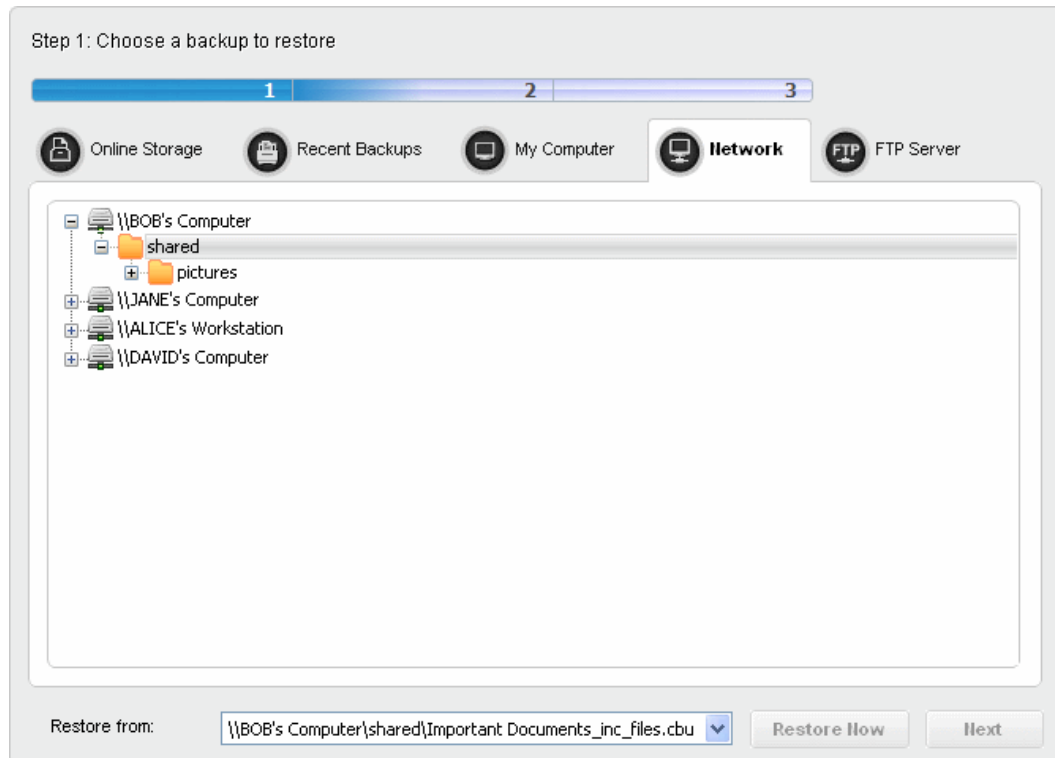 Step 1: Choose a backup to restore
1 2 3
Online Storage Recent Backups My Computer Network FTP FTP Server
\\BOB's Computer
shared
pictures
\\JANE's Computer
\\ALICE's Workstation
\\DAVID's Computer
Restore from: \\BOB's Computer\shared\Important Documents_inc_files.cbu Restore Now Next